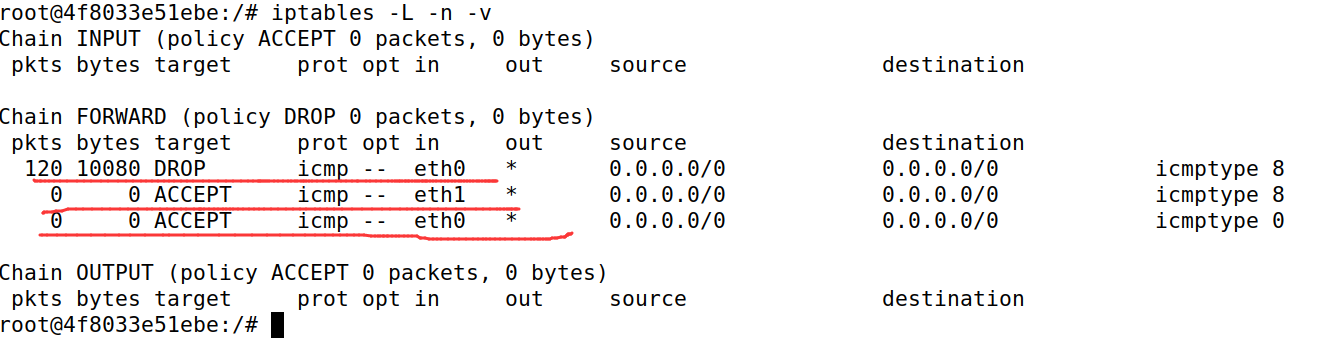 root@4f8033e51ebe:/# iptables -L -n -v
Chain INPUT (policy ACCEPT 0 packets, 0 bytes)
 pkts bytes target     prot opt in     out     source               destination

Chain FORWARD (policy DROP 0 packets, 0 bytes)
 pkts bytes target     prot opt in     out     source               destination
  120 10080 DROP       icmp --  eth0   *       0.0.0.0/0            0.0.0.0/0            icmptype 8
    0     0 ACCEPT     icmp --  eth1   *       0.0.0.0/0            0.0.0.0/0            icmptype 8
    0     0 ACCEPT     icmp --  eth0   *       0.0.0.0/0            0.0.0.0/0            icmptype 0

Chain OUTPUT (policy ACCEPT 0 packets, 0 bytes)
 pkts bytes target     prot opt in     out     source               destination
root@4f8033e51ebe:/#